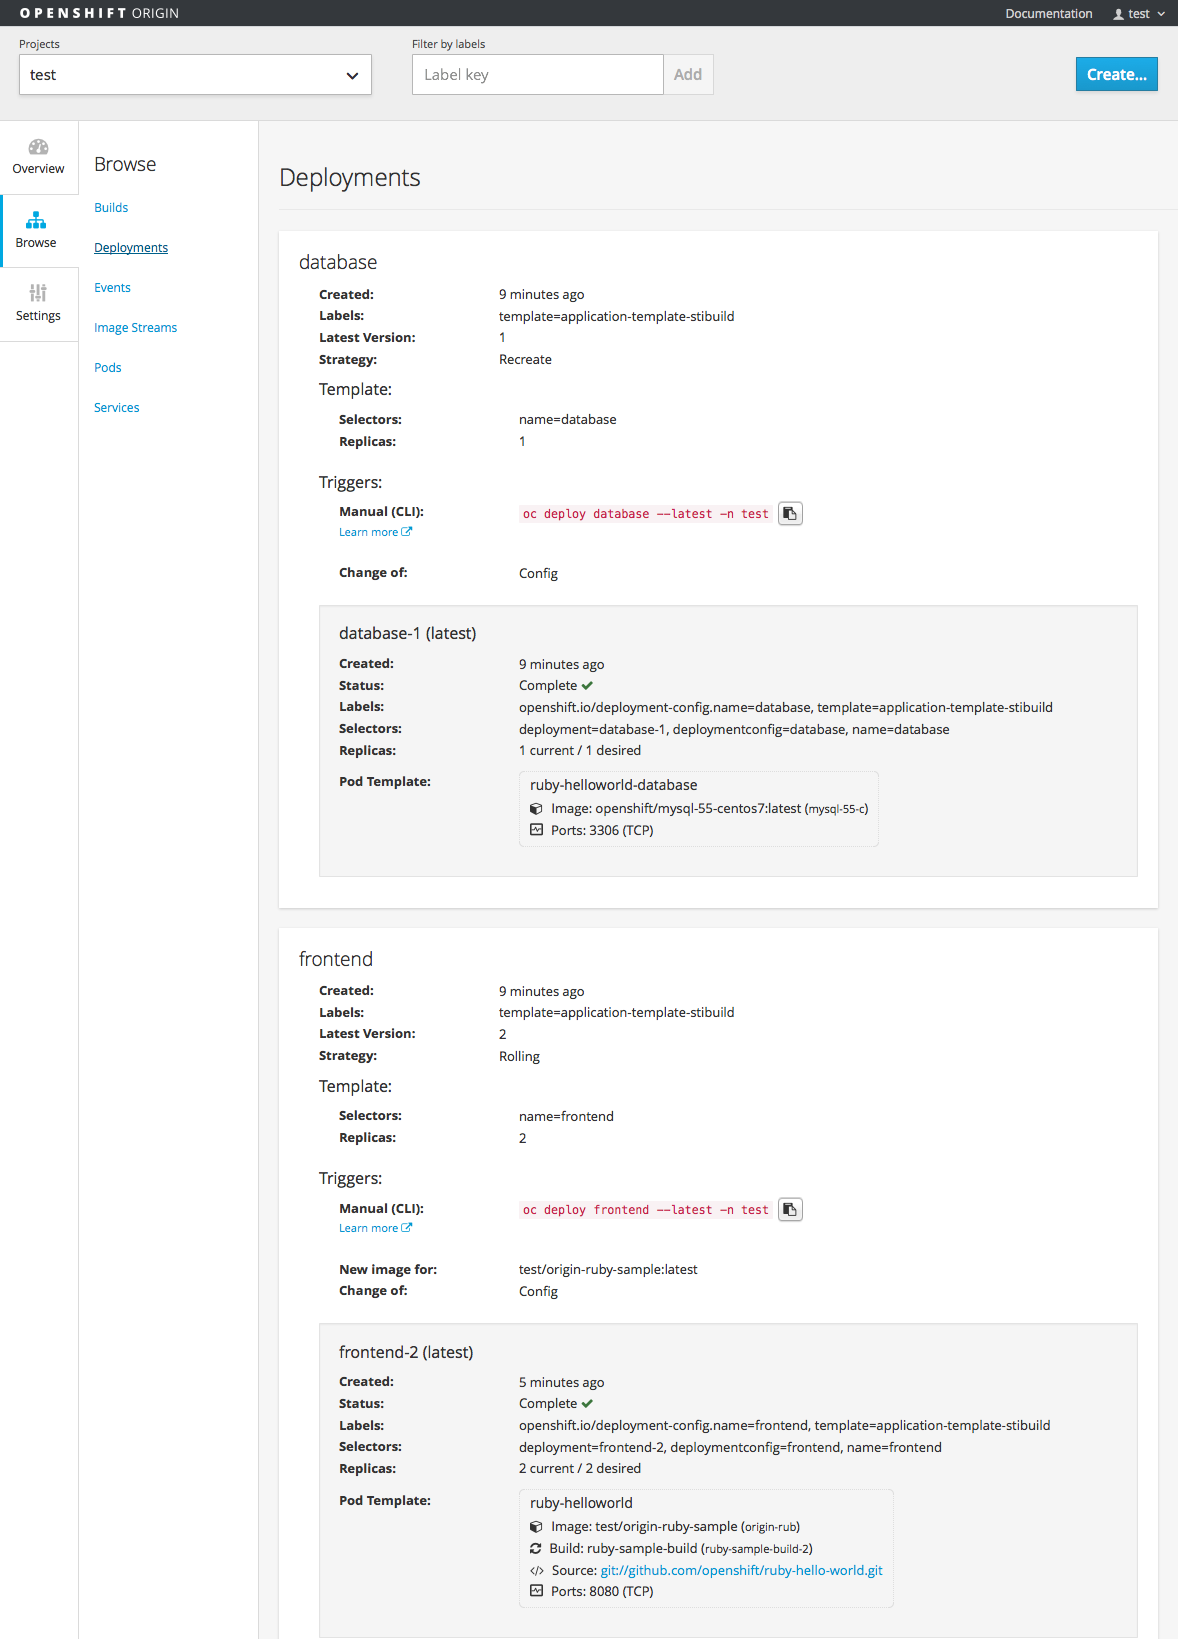 OPENSHIFT ORIGIN
Documentation
test
Projects
Filter by labels
test
Label key
Add
Create...
Overview
Browse
Settings
Browse
Builds
Deployments
Events
Image Streams
Pods
Services
Deployments
database
Created: 9 minutes ago
Labels: template=application-template-stibuild
Latest Version: 1
Strategy: Recreate
Template:
Selectors: name=database
Replicas: 1
Triggers:
Manual (CLI): oc deploy database --latest -n test
Learn more
Change of: Config
database-1 (latest)
Created: 9 minutes ago
Status: Complete
Labels: openshift.io/deployment-config.name=database, template=application-template-stibuild
Selectors: deployment=database-1, deploymentconfig=database, name=database
Replicas: 1 current / 1 desired
Pod Template: ruby-helloworld-database
Image: openshift/mysql-55-centos7:latest (mysql-55-c)
Ports: 3306 (TCP)
frontend
Created: 9 minutes ago
Labels: template=application-template-stibuild
Latest Version: 2
Strategy: Rolling
Template:
Selectors: name=frontend
Replicas: 2
Triggers:
Manual (CLI): oc deploy frontend --latest -n test
Learn more
New image for: test/origin-ruby-sample:latest
Change of: Config
frontend-2 (latest)
Created: 5 minutes ago
Status: Complete
Labels: openshift.io/deployment-config.name=frontend, template=application-template-stibuild
Selectors: deployment=frontend-2, deploymentconfig=frontend, name=frontend
Replicas: 2 current / 2 desired
Pod Template: ruby-helloworld
Image: test/origin-ruby-sample (origin-rub)
Build: ruby-sample-build (ruby-sample-build-2)
Source: git://github.com/openshift/ruby-hello-world.git
Ports: 8080 (TCP)